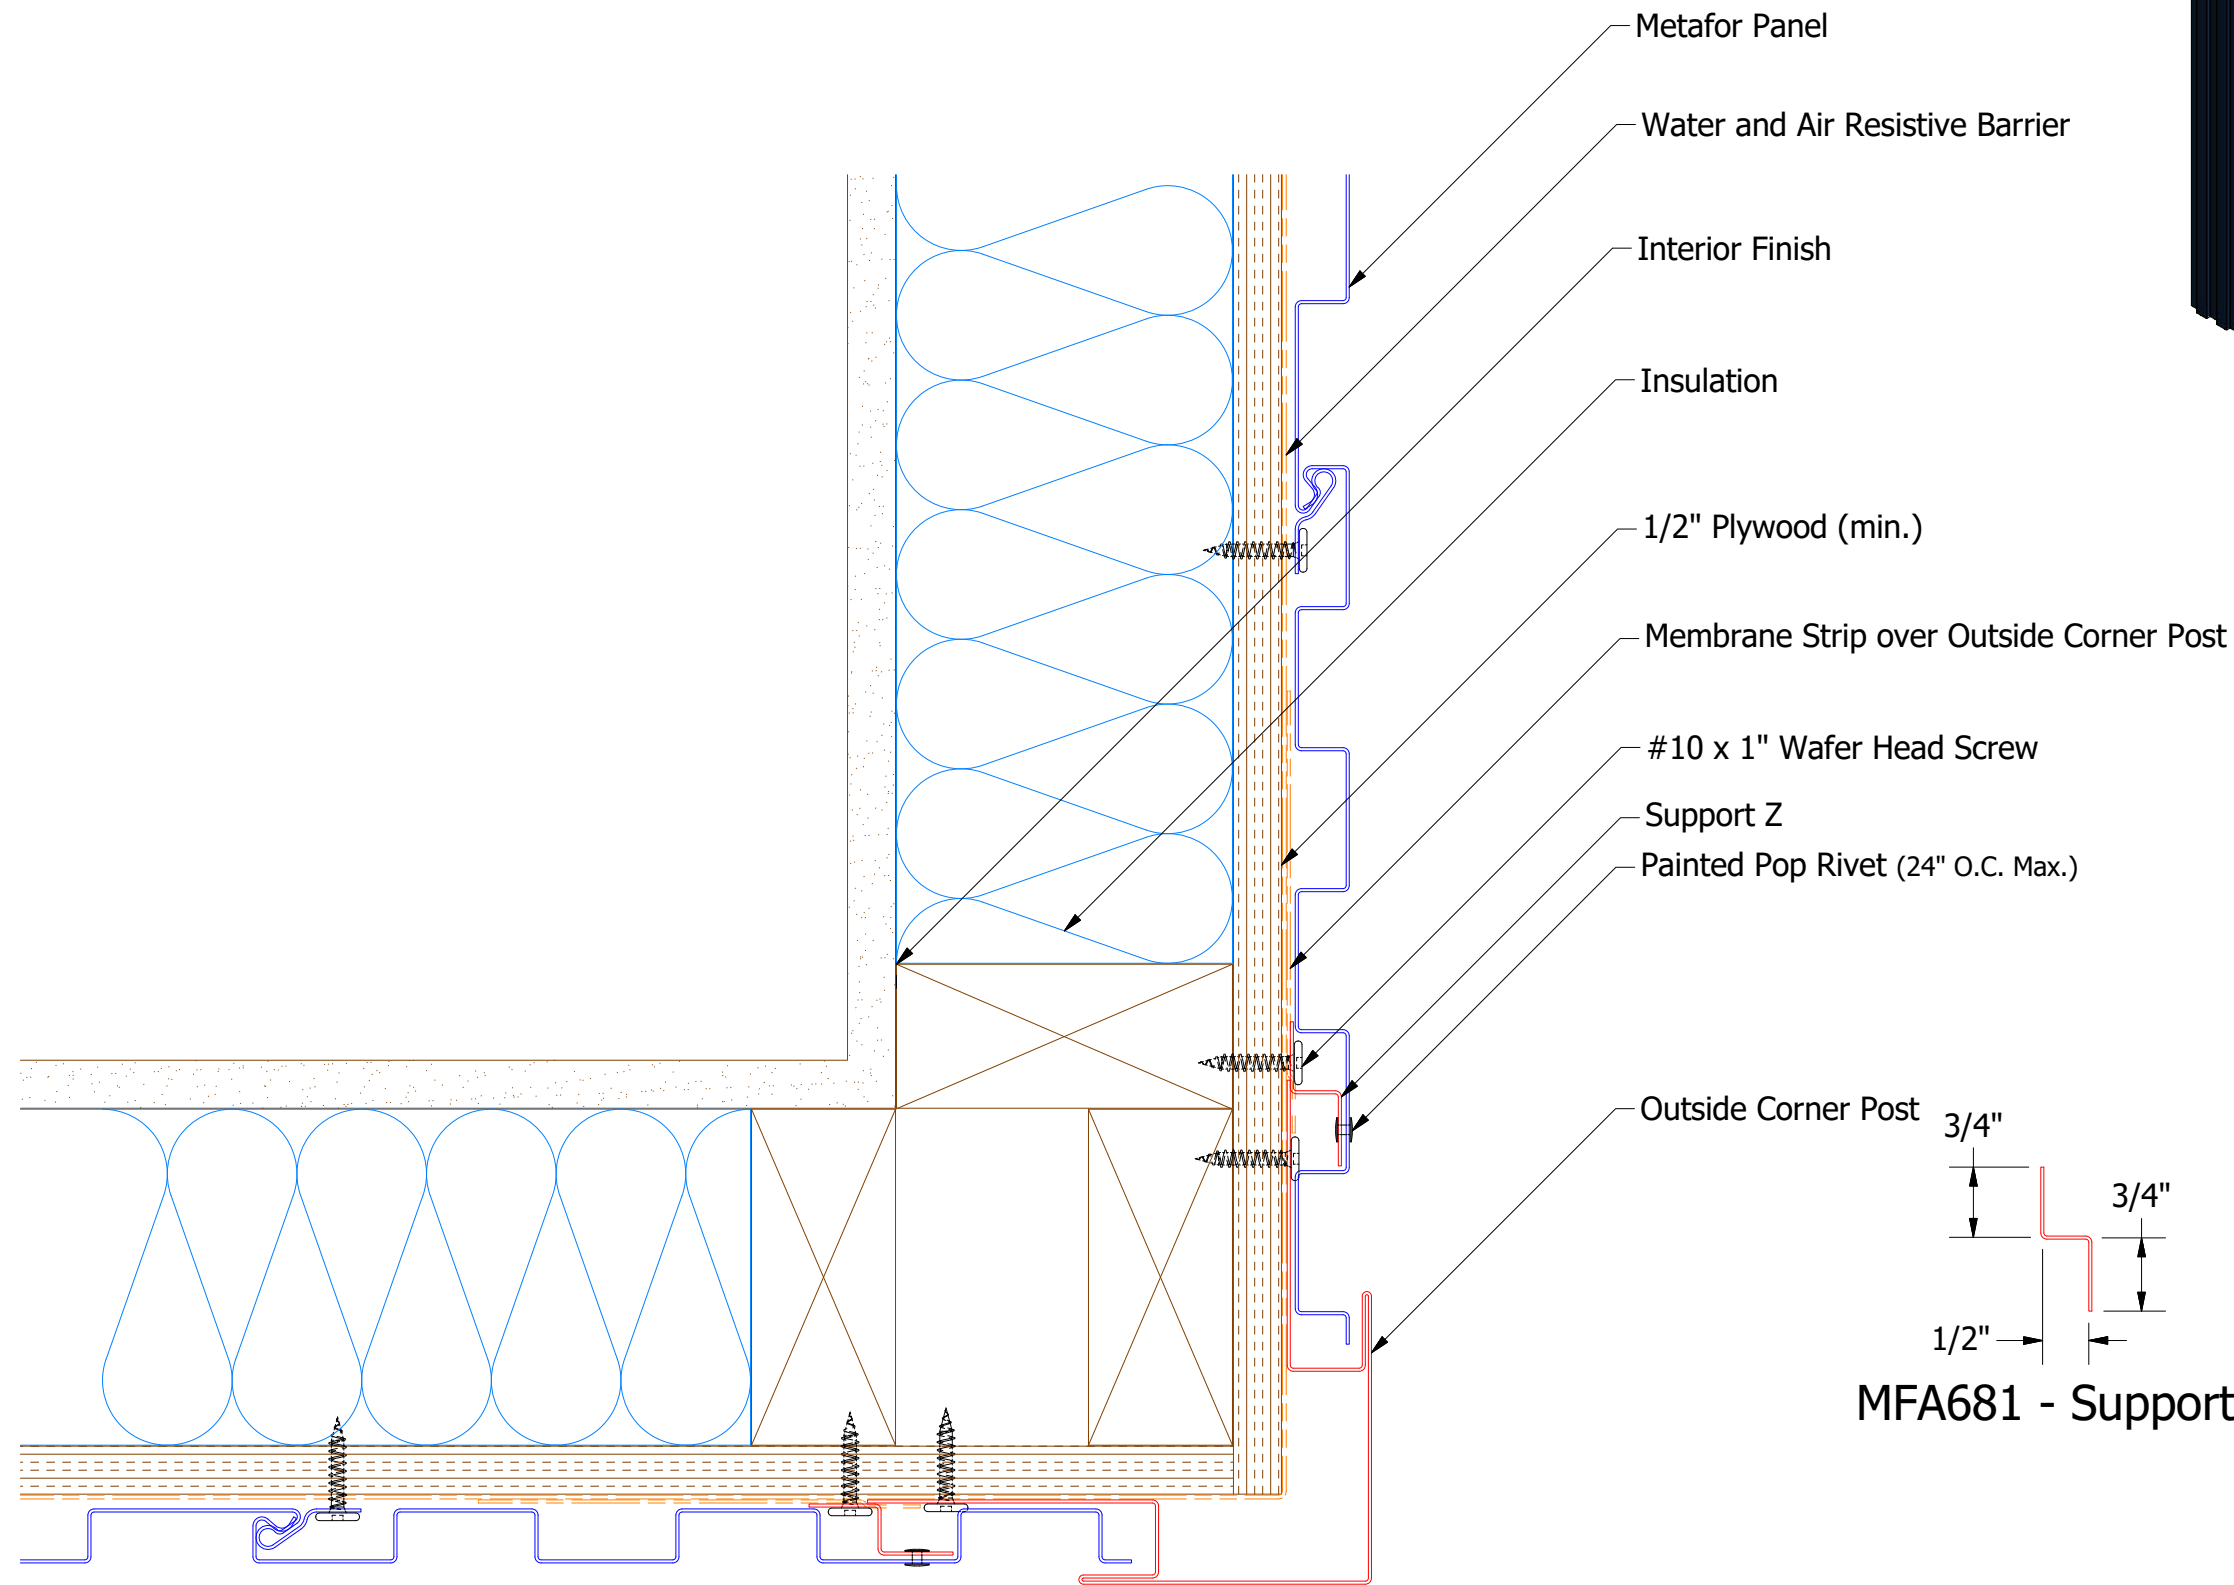 Metafor Panel
Water and Air Resistive Barrier
Interior Finish
Insulation
1/2" Plywood (min.)
Membrane Strip over Outside Corner Post
#10 x 1" Wafer Head Screw
Support Z
Painted Pop Rivet (24" O.C. Max.)
Outside Corner Post
3/4"
3/4"
1/2"
MFA681 - Support